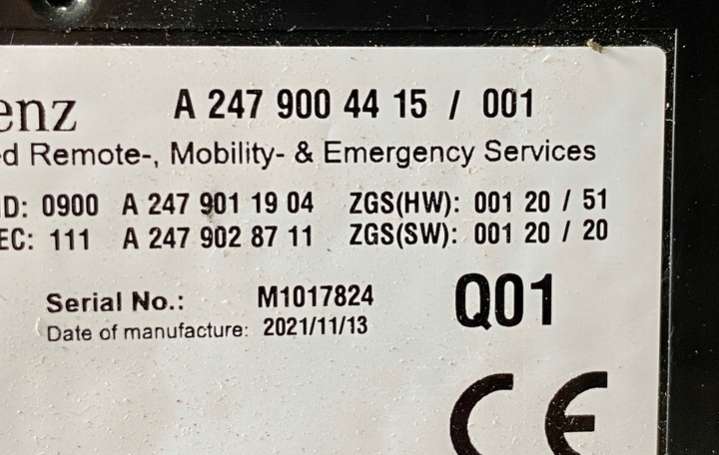 enz A 247 900 44 15 / 001
d Remote-, Mobility- & Emergency Services
ID: 0900 A 247 901 19 04 ZGS(HW): 001 20 / 51
EC: 111 A 247 902 87 11 ZGS(SW): 001 20 / 20
Serial No.: M1017824 Q01
Date of manufacture: 2021/11/13
CE